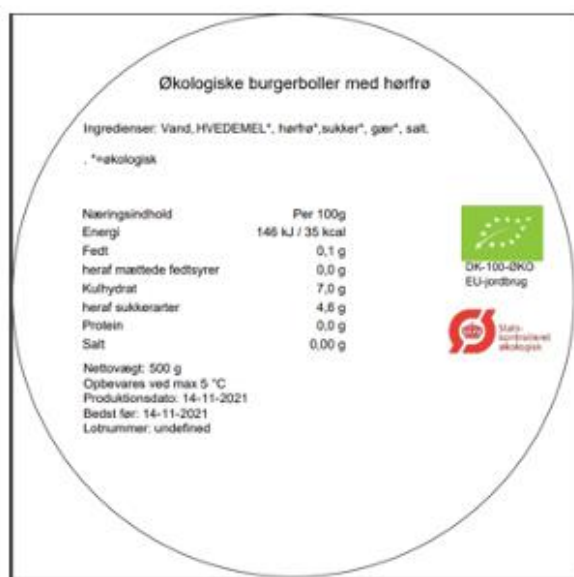 Økologiske burgerboller med hørfrø
Ingredienser: Vand, HVEDEMEL*, hørfrø*,sukker*, gær*, salt.
. *=økologisk
Næringsindhold Per 100g
Energi 146 kJ / 35 kcal
Fedt 0,1 g
heraf mættede fedtsyrer 0,0 g
Kulhydrat 7,0 g
heraf sukkerarter 4,6 g
Protein 0,0 g
Salt 0,00 g
DK-100-ØKO
EU-jordbrug
Ø
Stats-
kontrolleret
økologisk
Nettovægt: 500 g
Opbevares ved max 5 °C
Produktionsdato: 14-11-2021
Bedst før: 14-11-2021
Lotnummer: undefined